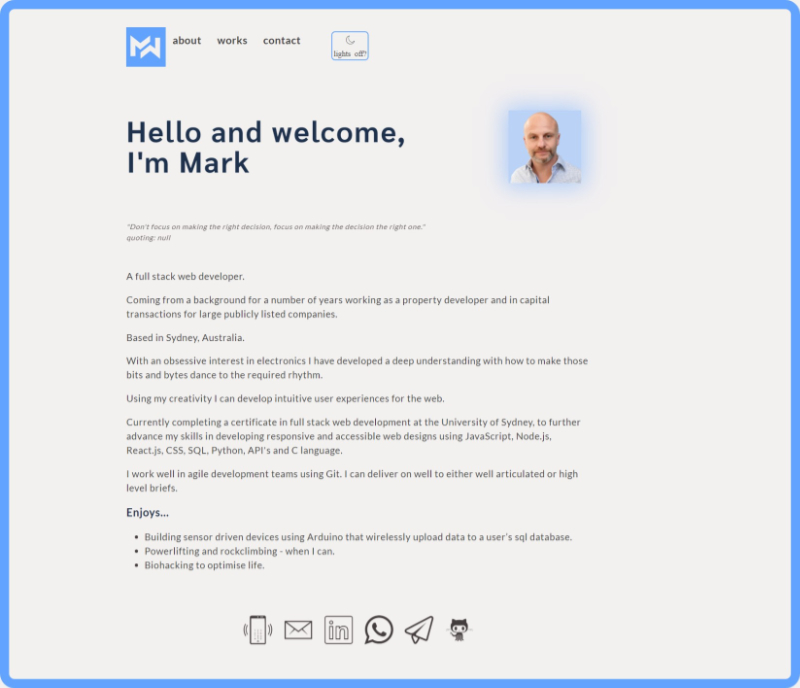 about works contact
lights off?
Hello and welcome,
I'm Mark
"Don't focus on making the right decision, focus on making the decision the right one."
quoting: null
A full stack web developer.
Coming from a background for a number of years working as a property developer and in capital
transactions for large publicly listed companies.
Based in Sydney, Australia.
With an obsessive interest in electronics I have developed a deep understanding with how to make those
bits and bytes dance to the required rhythm.
Using my creativity I can develop intuitive user experiences for the web.
Currently completing a certificate in full stack web development at the University of Sydney, to further
advance my skills in developing responsive and accessible web designs using JavaScript, Node.js,
React.js, CSS, SQL, Python, API's and C language.
I work well in agile development teams using Git. I can deliver on well to either well articulated or high
level briefs.
Enjoys...
• Building sensor driven devices using Arduino that wirelessly upload data to a user's sql database.
• Powerlifting and rockclimbing - when I can.
• Biohacking to optimise life.
in